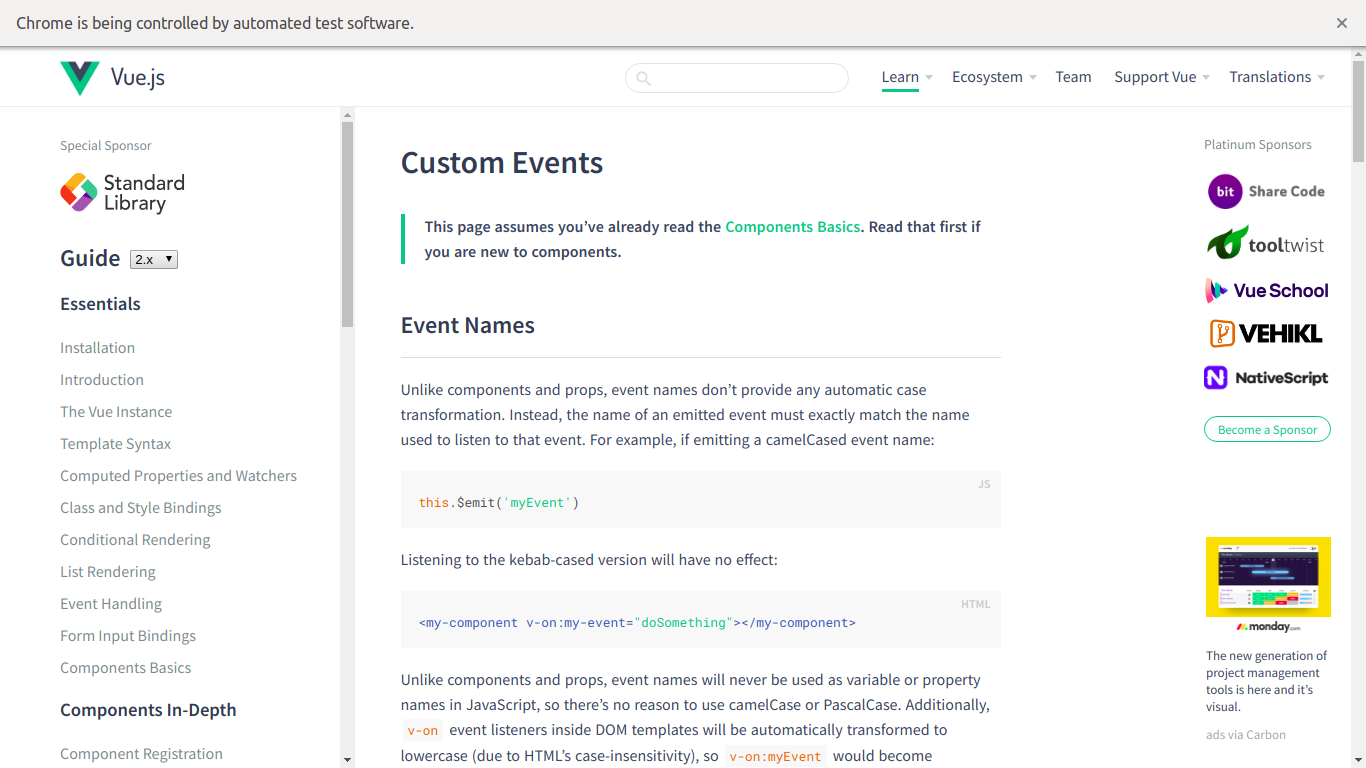 Chrome is being controlled by automated test software.
Vue.js
Learn
Ecosystem
Team
Support Vue
Translations
Special Sponsor
Standard
Library
Guide
2.x
Essentials
Installation
Introduction
The Vue Instance
Template Syntax
Computed Properties and Watchers
Class and Style Bindings
Conditional Rendering
List Rendering
Event Handling
Form Input Bindings
Components Basics
Components In-Depth
Component Registration
Custom Events
This page assumes you’ve already read the Components Basics. Read that first if
you are new to components.
Event Names
Unlike components and props, event names don’t provide any automatic case
transformation. Instead, the name of an emitted event must exactly match the name
used to listen to that event. For example, if emitting a camelCased event name:
JS
this.$emit('myEvent')
Listening to the kebab-cased version will have no effect:
HTML
<my-component v-on:my-event="doSomething"></my-component>
Unlike components and props, event names will never be used as variable or property
names in JavaScript, so there’s no reason to use camelCase or PascalCase. Additionally,
v-on event listeners inside DOM templates will be automatically transformed to
lowercase (due to HTML’s case-insensitivity), so v-on:myEvent would become
Platinum Sponsors
bit Share Code
tooltwist
Vue School
VEHIKL
NativeScript
Become a Sponsor
monday.com
The new generation of
project management
tools is here and it’s
visual.
ads via Carbon